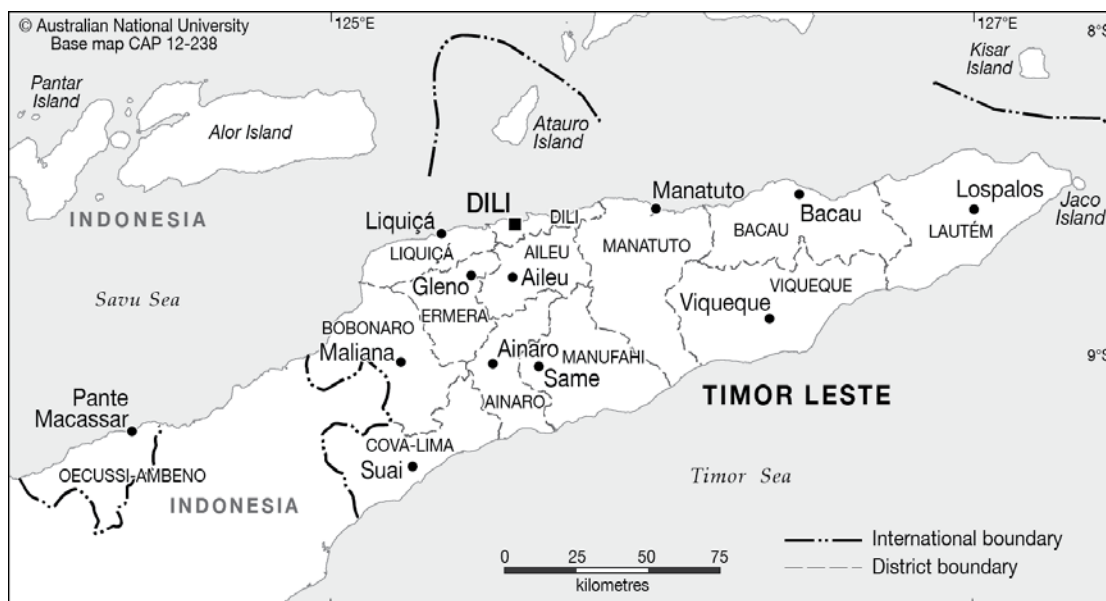 © Australian National University
Base map CAP 12-238
125°E
127°E
8°S
Kisar
Island
Pantar
Island
Alor Island
Atauro
Island
INDONESIA
DILI
Manatuto
Lospalos
Jaco
Island
Liquiçá
DILI
Bacau
BACAU
LAUTÉM
LIQUIÇÁ
AILEU
MANATUTO
Gleno
Aileu
VIQUEQUE
Savu Sea
Viqueque
ERMERA
BOBONARO
Maliana
Ainaro
MANUFAHI
Same
9°S
Pante
Macassar
AINARO
TIMOR LESTE
COVA-LIMA
Suai
OECUSSI-AMBENO
INDONESIA
Timor Sea
International boundary
District boundary
0 25 50 75
kilometres